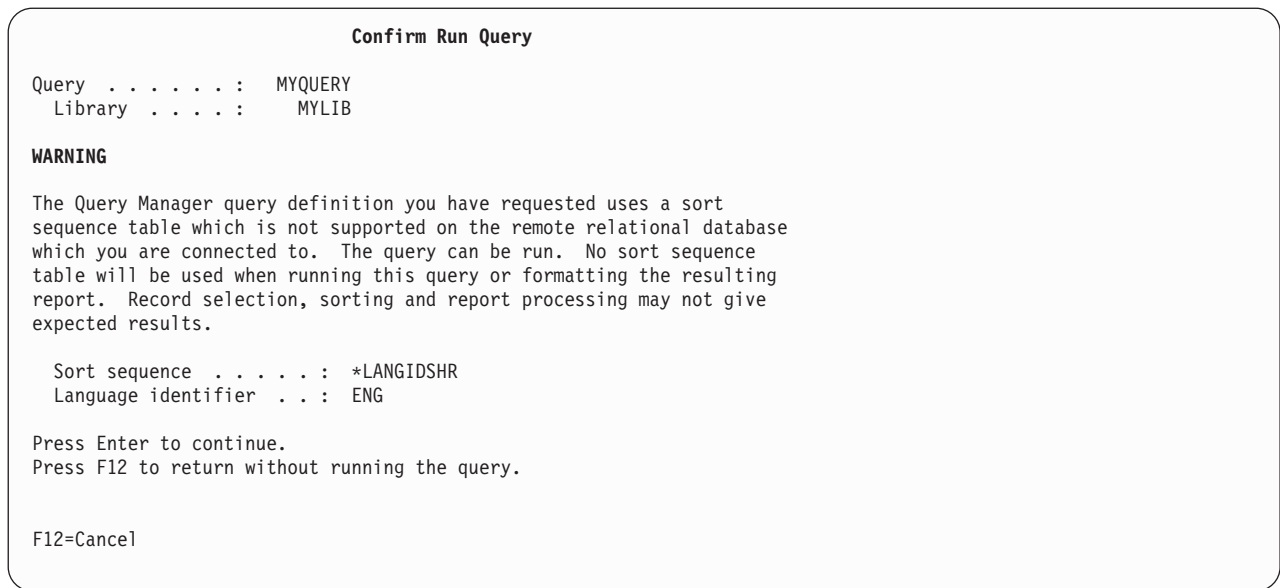 Confirm Run Query
Query . . . . . . : MYQUERY
Library . . . . : MYLIB
WARNING
The Query Manager query definition you have requested uses a sort
sequence table which is not supported on the remote relational database
which you are connected to. The query can be run. No sort sequence
table will be used when running this query or formatting the resulting
report. Record selection, sorting and report processing may not give
expected results.
Sort sequence . . . . . : *LANGIDSHR
Language identifier . . : ENG
Press Enter to continue.
Press F12 to return without running the query.
F12=Cancel